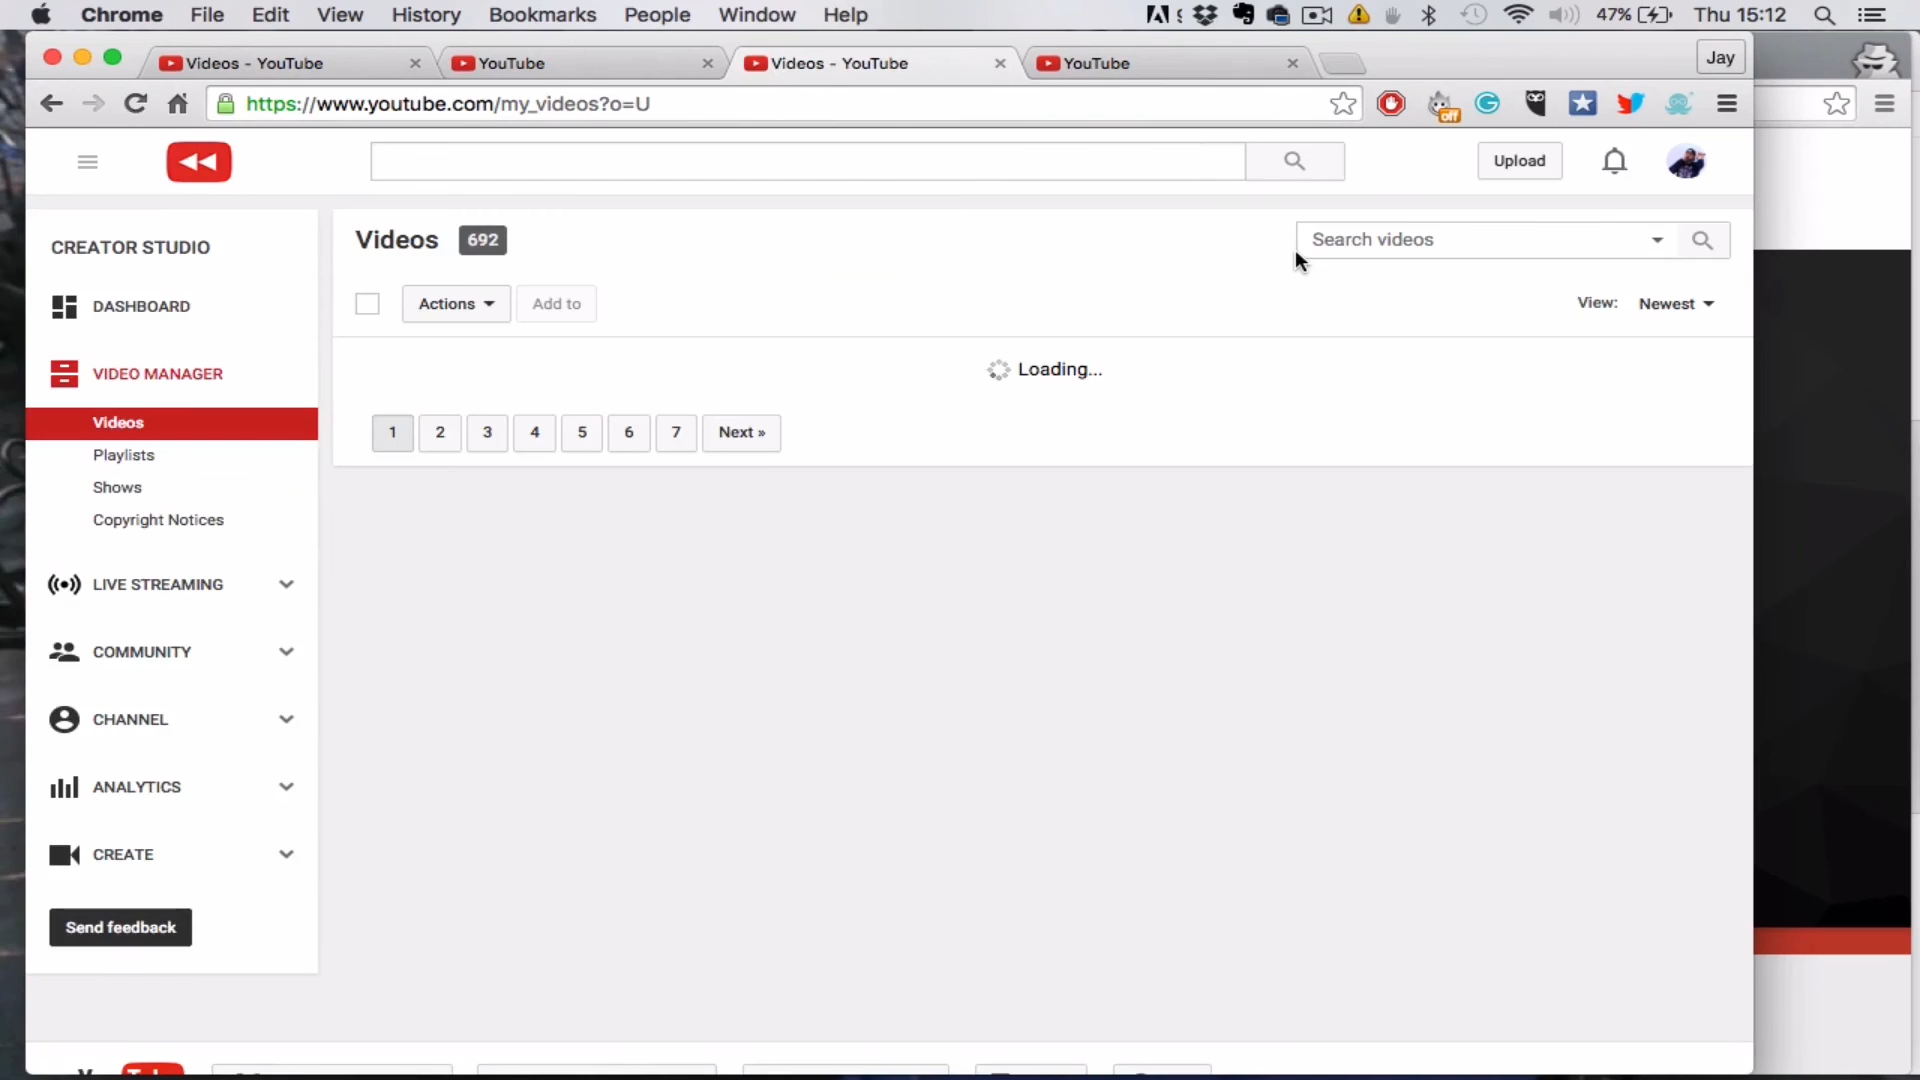 Chrome File Edit View History Bookmarks People Window Help 47% Thu 15:12
Videos - YouTube YouTube Videos - YouTube YouTube Jay
https://www.youtube.com/my_videos?o=U off
Upload
CREATOR STUDIO
Videos 692 Search videos
Actions Add to View: Newest
DASHBOARD
Loading...
VIDEO MANAGER
1 2 3 4 5 6 7 Next »
Videos
Playlists
Shows
Copyright Notices
LIVE STREAMING
COMMUNITY
CHANNEL
ANALYTICS
CREATE
Send feedback